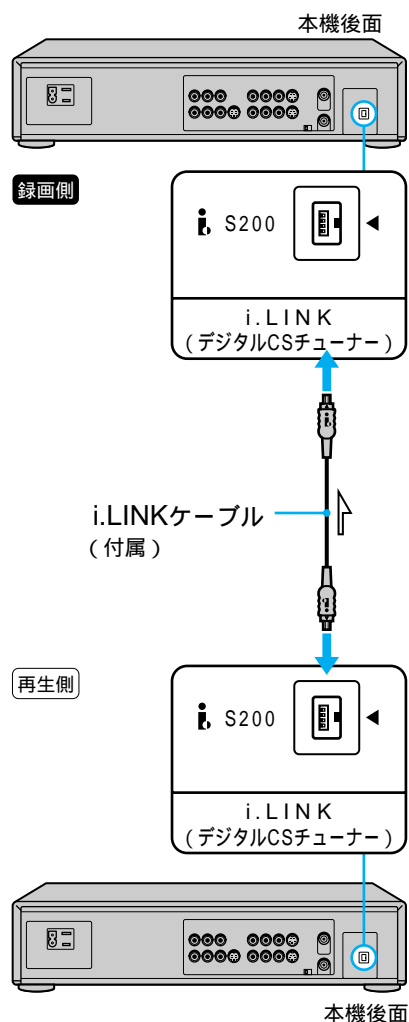 本機後面
録画側
i S200
i.LINK
(デジタルCSチューナー)
i.LINKケーブル
(付属)
再生側
i S200
i.LINK
(デジタルCSチューナー)
本機後面